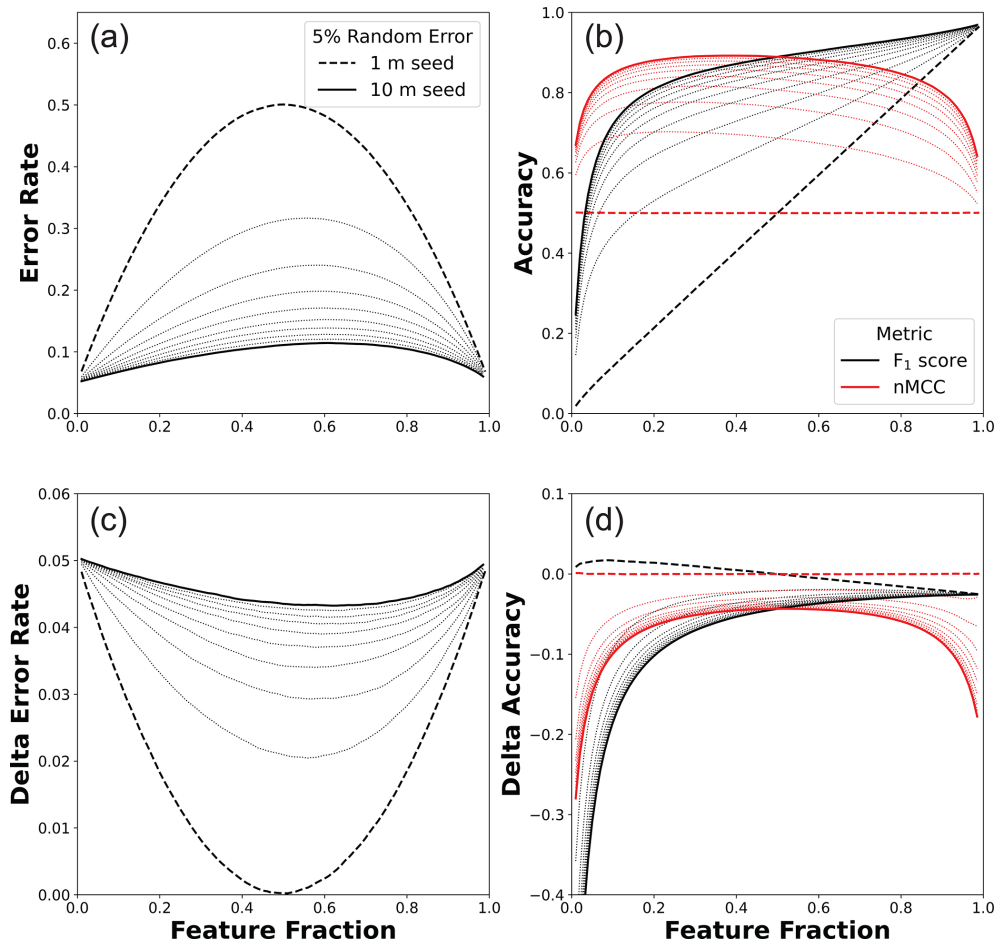 (a)
5% Random Error
1 m seed
10 m seed
Error Rate
0.6
0.5
0.4
0.3
0.2
0.1
0.0
0.0 0.2 0.4 0.6 0.8 1.0
(b)
Accuracy
1.0
0.8
0.6
0.4
0.2
0.0
Metric
F₁ score
nMCC
0.0 0.2 0.4 0.6 0.8 1.0
(c)
Delta Error Rate
0.06
0.05
0.04
0.03
0.02
0.01
0.00
0.0 0.2 0.4 0.6 0.8 1.0
Feature Fraction
(d)
Delta Accuracy
0.1
0.0
−0.1
−0.2
−0.3
−0.4
0.0 0.2 0.4 0.6 0.8 1.0
Feature Fraction